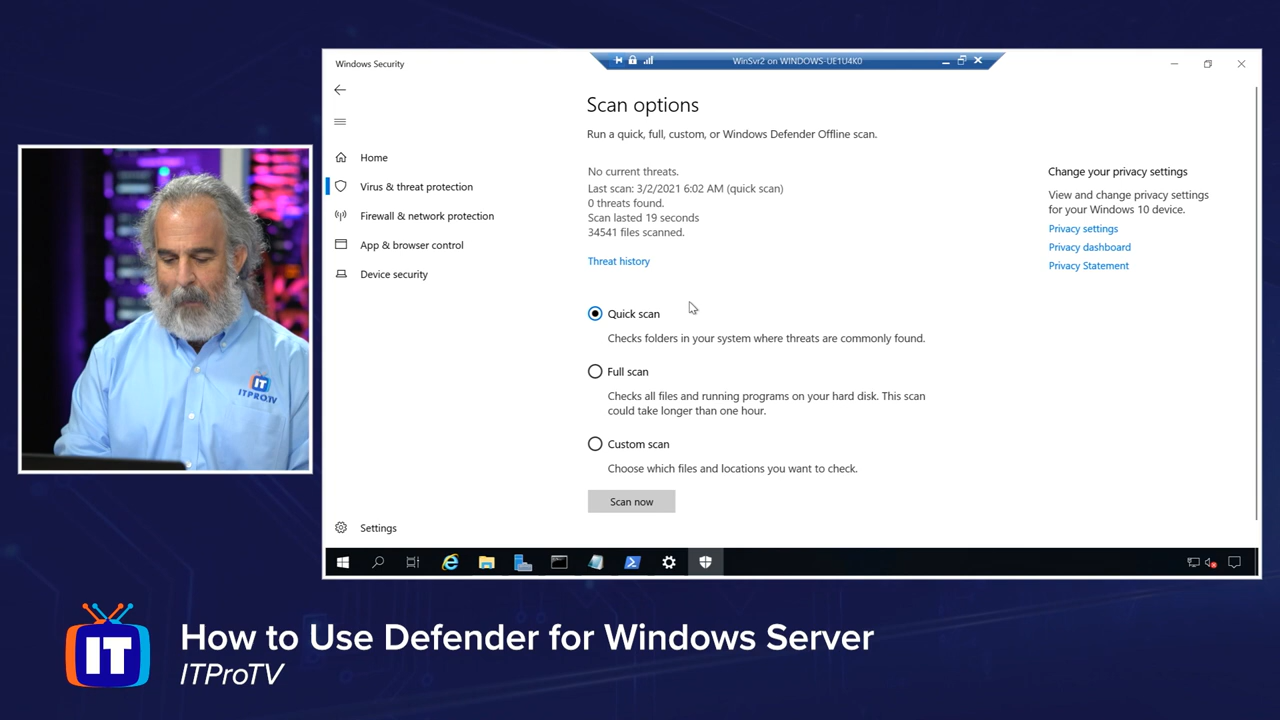 Windows Security
WinSvr2 on WINDOWS-UE1U4K0
Home
Virus & threat protection
Firewall & network protection
App & browser control
Device security
Settings
Scan options
Run a quick, full, custom, or Windows Defender Offline scan.
No current threats.
Last scan: 3/2/2021 6:02 AM (quick scan)
0 threats found.
Scan lasted 19 seconds
34541 files scanned.
Threat history
Quick scan
Checks folders in your system where threats are commonly found.
Full scan
Checks all files and running programs on your hard disk. This scan
could take longer than one hour.
Custom scan
Choose which files and locations you want to check.
Scan now
Change your privacy settings
View and change privacy settings
for your Windows 10 device.
Privacy settings
Privacy dashboard
Privacy Statement
IT
ITPRO.TV
IT
How to Use Defender for Windows Server
ITProTV